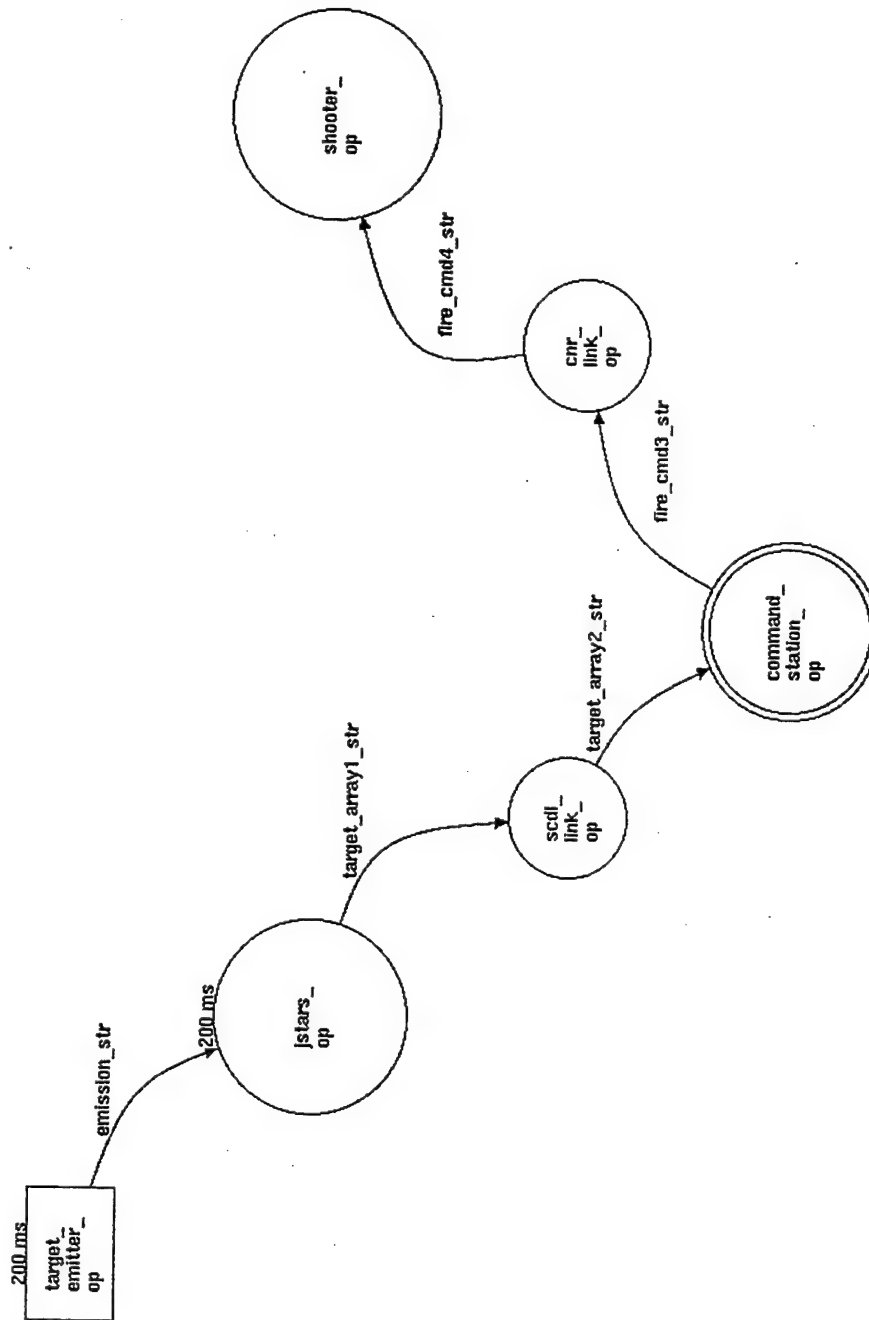 200 ms
target_
emitter_
op
emission_str
200 ms
jstars_
op
target_array1_str
scdl_
link_
op
target_array2_str
command_
station_
op
fire_cmd3_str
cnr_
link_
op
fire_cmd4_str
shooter_
op